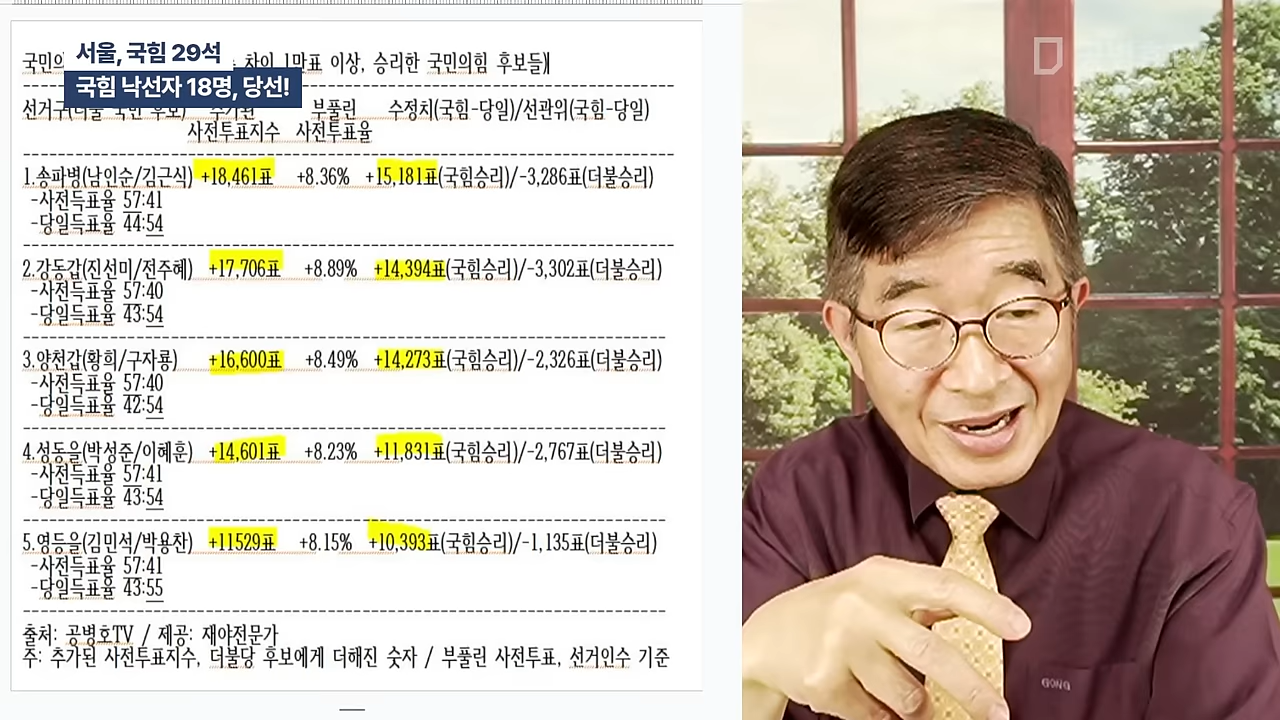 서울, 국힘 29석
국힘 낙선자 18명, 당선!
국민의 차이 1만표 이상, 승리한 국민의힘 후보들)
선거구(더불 국민 후보) 부풀린 수정치(국힘-당일)/선관위(국힘-당일)
사전투표지수 사전투표율
1.송파병(남인순/김근식) +18,461표 +8.36% +15,181표(국힘승리)/-3,286표(더불승리)
-사전투표율 57:41
-당일득표율 44:54
2.강동갑(진선미/전주혜) +17,706표 +8.89% +14,394표(국힘승리)/-3,302표(더불승리)
-사전투표율 57:40
-당일득표율 43:54
3.양천갑(황희/구자룡) +16,600표 +8.49% +14,273표(국힘승리)/-2,326표(더불승리)
-사전투표율 57:40
-당일득표율 42:54
4.성동을(박성준/이혜훈) +14,601표 +8.23% +11,831표(국힘승리)/-2,767표(더불승리)
-사전투표율 57:41
-당일득표율 43:54
5.영등을(김민석/박용찬) +11529표 +8.15% +10,393표(국힘승리)/-1,135표(더불승리)
-사전투표율 57:41
-당일득표율 43:55
출처: 공병호TV / 제공: 재야전문가
주: 추가된 사전투표지수, 더불당 후보에게 더해진 숫자 / 부풀린 사전투표, 선거인수 기준
GONG